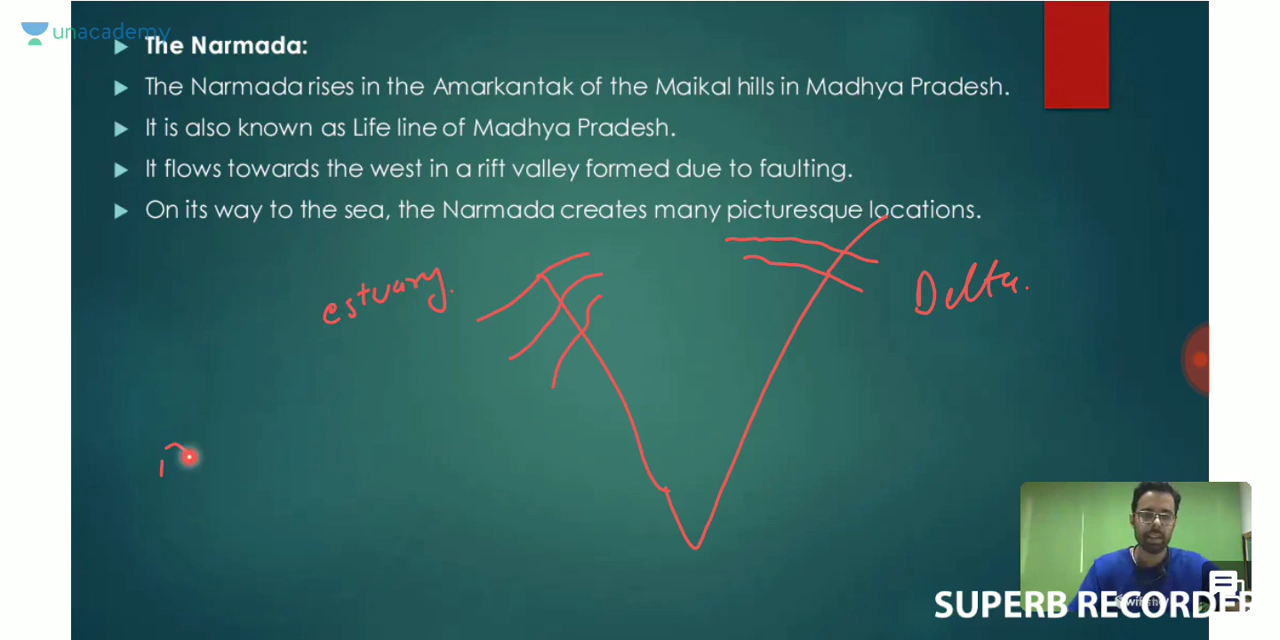 unacademy
The Narmada:
The Narmada rises in the Amarkantak of the Maikal hills in Madhya Pradesh.
It is also known as Life line of Madhya Pradesh.
It flows towards the west in a rift valley formed due to faulting.
On its way to the sea, the Narmada creates many picturesque locations.
estuary.
Delta.
SUPERB RECORDER